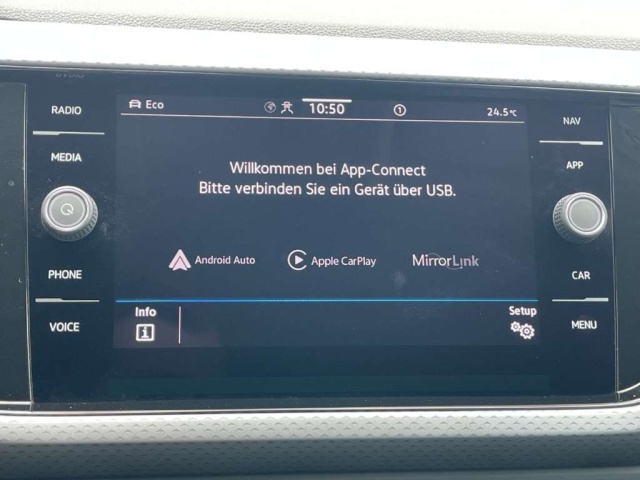 RADIO
MEDIA
PHONE
VOICE
Eco
10:50
1
24.5°C
Willkommen bei App-Connect
Bitte verbinden Sie ein Gerät über USB.
Android Auto
Apple CarPlay
MirrorLink
Info
Setup
NAV
APP
CAR
MENU